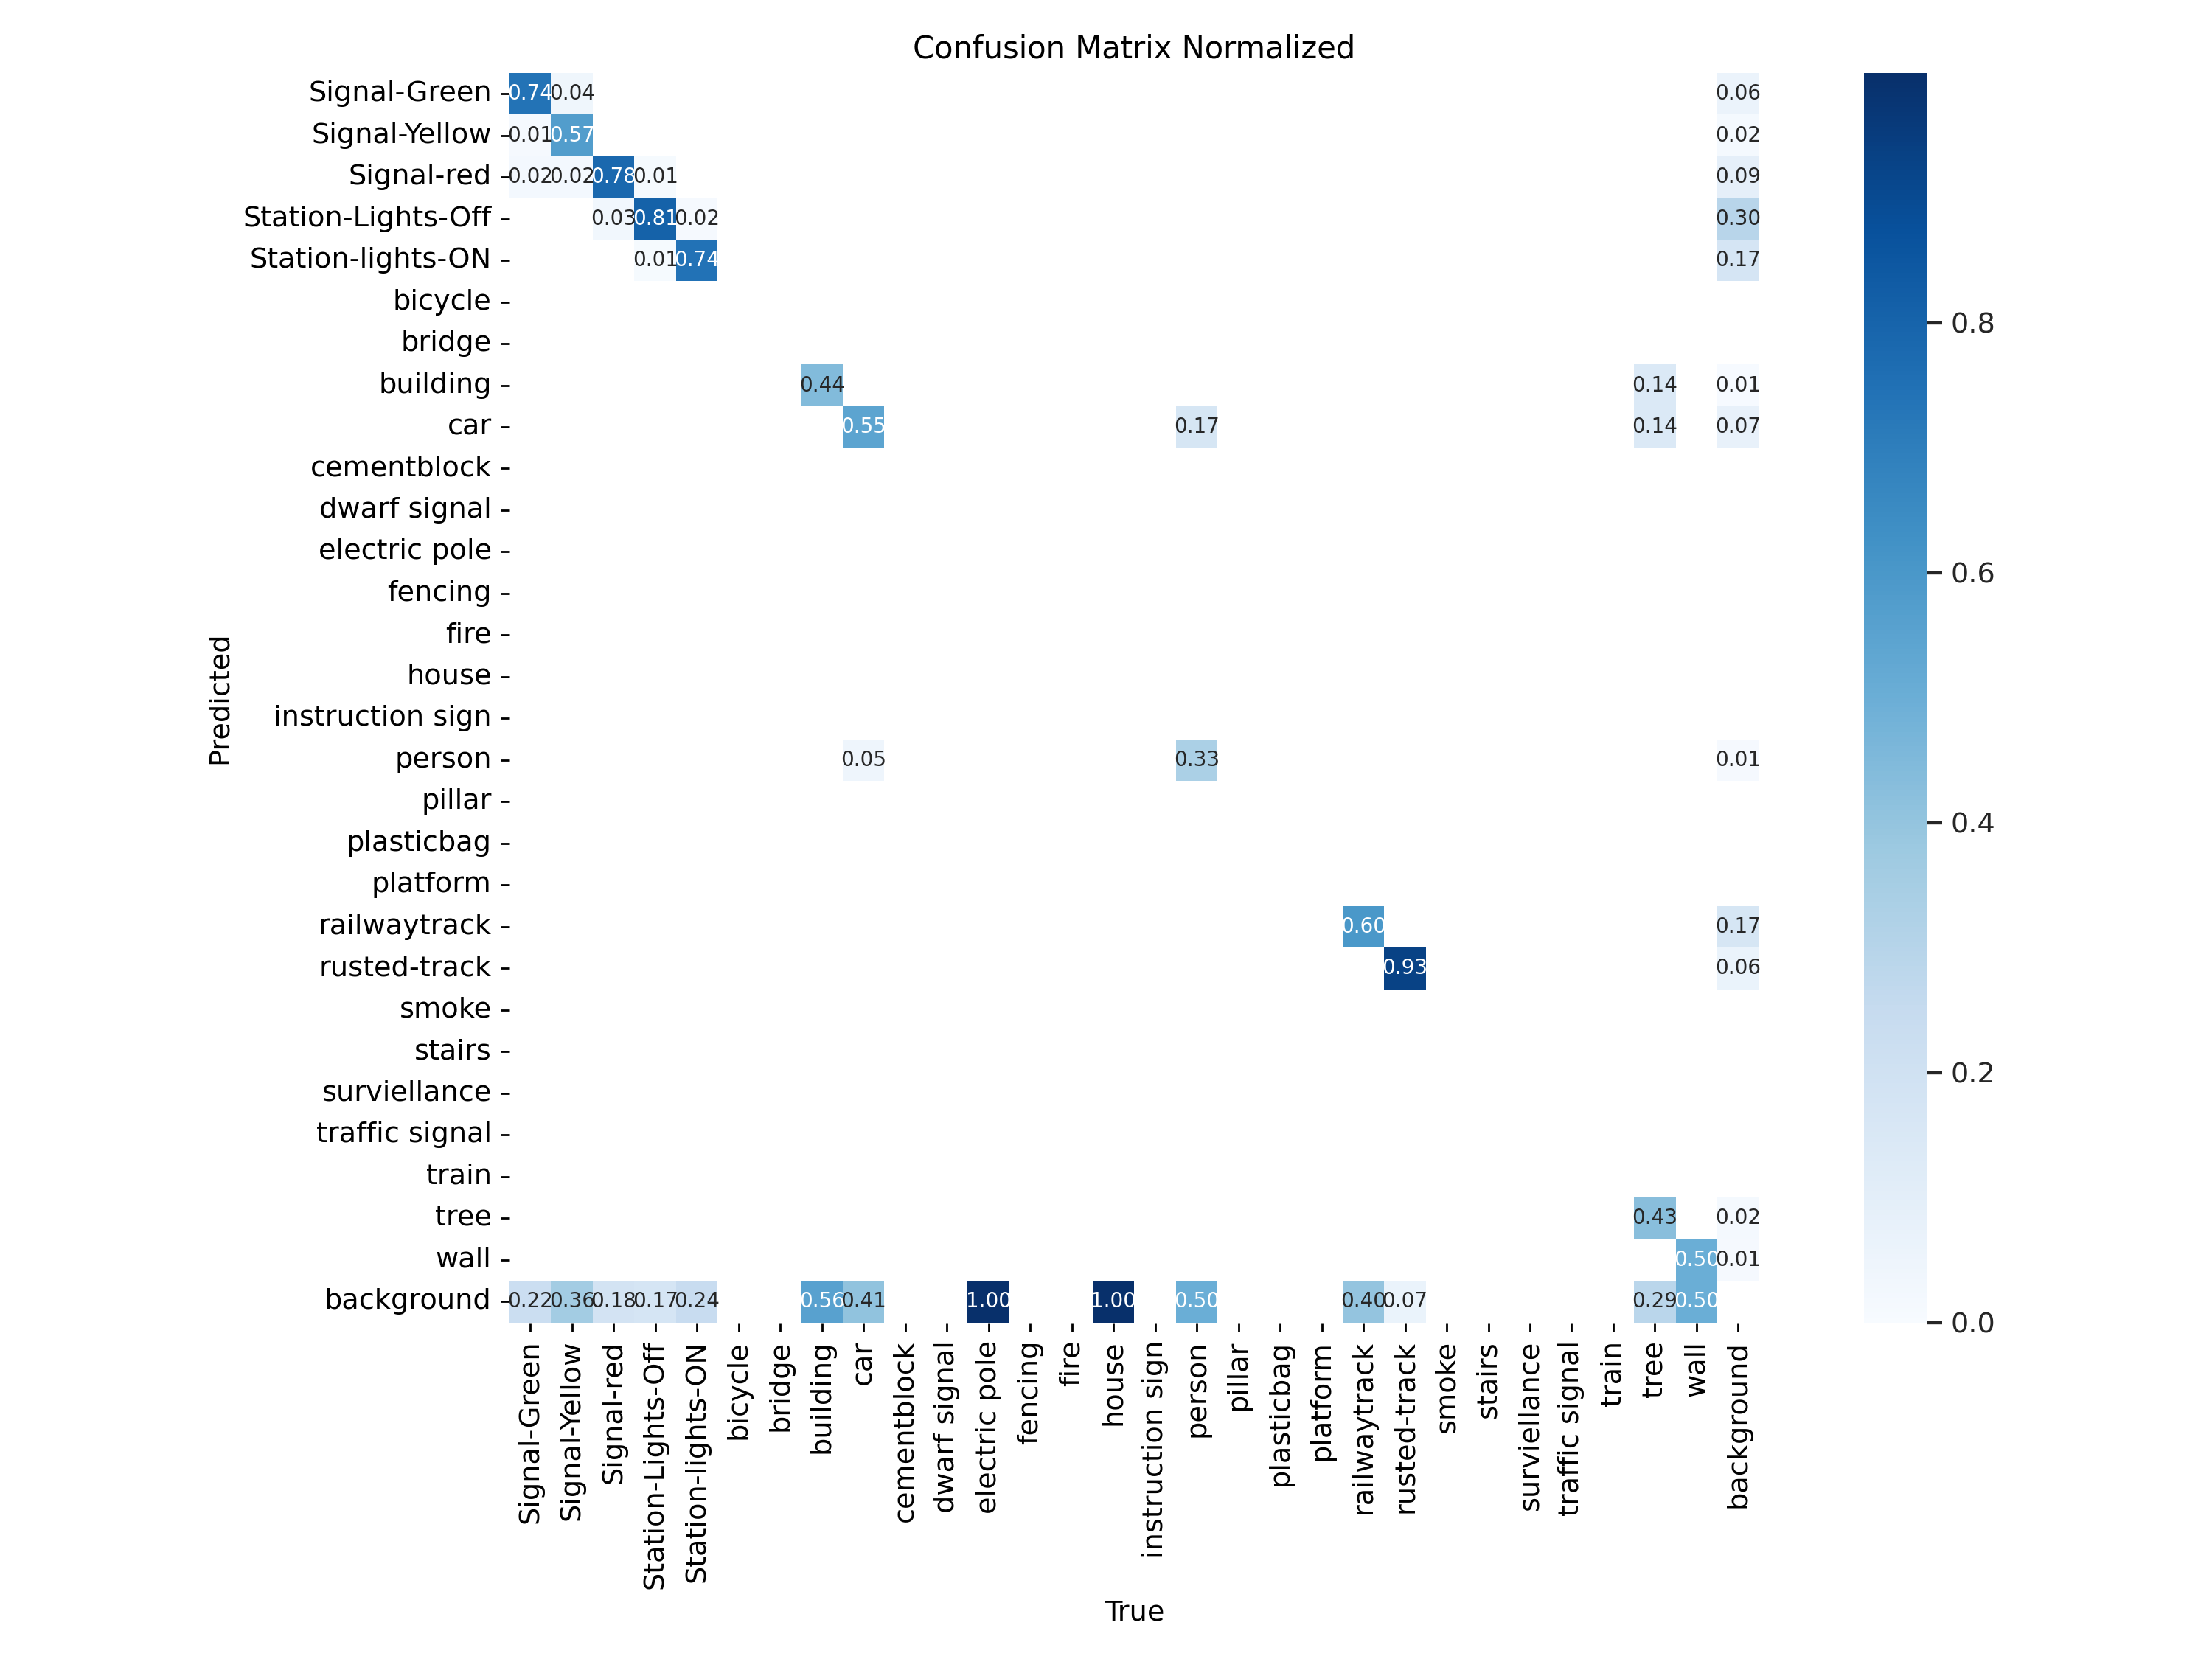 Confusion Matrix Normalized
Signal-Green 0.74 0.04 0.06
Signal-Yellow 0.01 0.57 0.02
Signal-red 0.02 0.02 0.78 0.01 0.09
Station-Lights-Off 0.03 0.81 0.02 0.30
Station-lights-ON 0.01 0.74 0.17
bicycle
bridge
building 0.44 0.14 0.01
car 0.55 0.17 0.14 0.07
cementblock
dwarf signal
electric pole
fencing
fire
house
instruction sign
person 0.05 0.33 0.01
pillar
plasticbag
platform
railwaytrack 0.60 0.17
rusted-track 0.93 0.06
smoke
stairs
surviellance
traffic signal
train
tree 0.43 0.02
wall 0.50 0.01
background 0.22 0.36 0.18 0.17 0.24 0.56 0.41 1.00 1.00 0.50 0.40 0.07 0.29 0.50
Predicted
Signal-Green
Signal-Yellow
Signal-red
Station-Lights-Off
Station-lights-ON
bicycle
bridge
building
car
cementblock
dwarf signal
electric pole
fencing
fire
house
instruction sign
person
pillar
plasticbag
platform
railwaytrack
rusted-track
smoke
stairs
surviellance
traffic signal
train
tree
wall
background
True
0.8
0.6
0.4
0.2
0.0